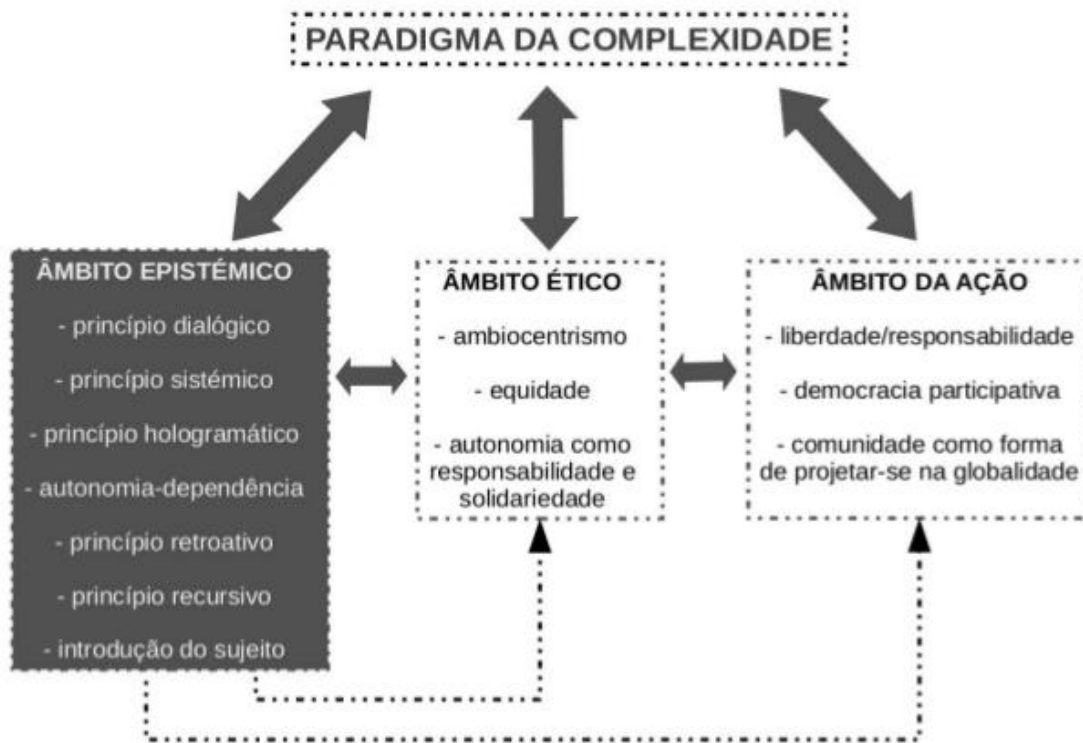 PARADIGMA DA COMPLEXIDADE
ÂMBITO EPISTÉMICO
- princípio dialógico
- princípio sistémico
- princípio hologramático
- autonomia-dependência
- princípio retroativo
- princípio recursivo
- introdução do sujeito
ÂMBITO ÉTICO
- ambiocentrismo
- equidade
- autonomia como
responsabilidade e
solidariedade
ÂMBITO DA AÇÃO
- liberdade/responsabilidade
- democracia participativa
- comunidade como forma
de projetar-se na globalidade